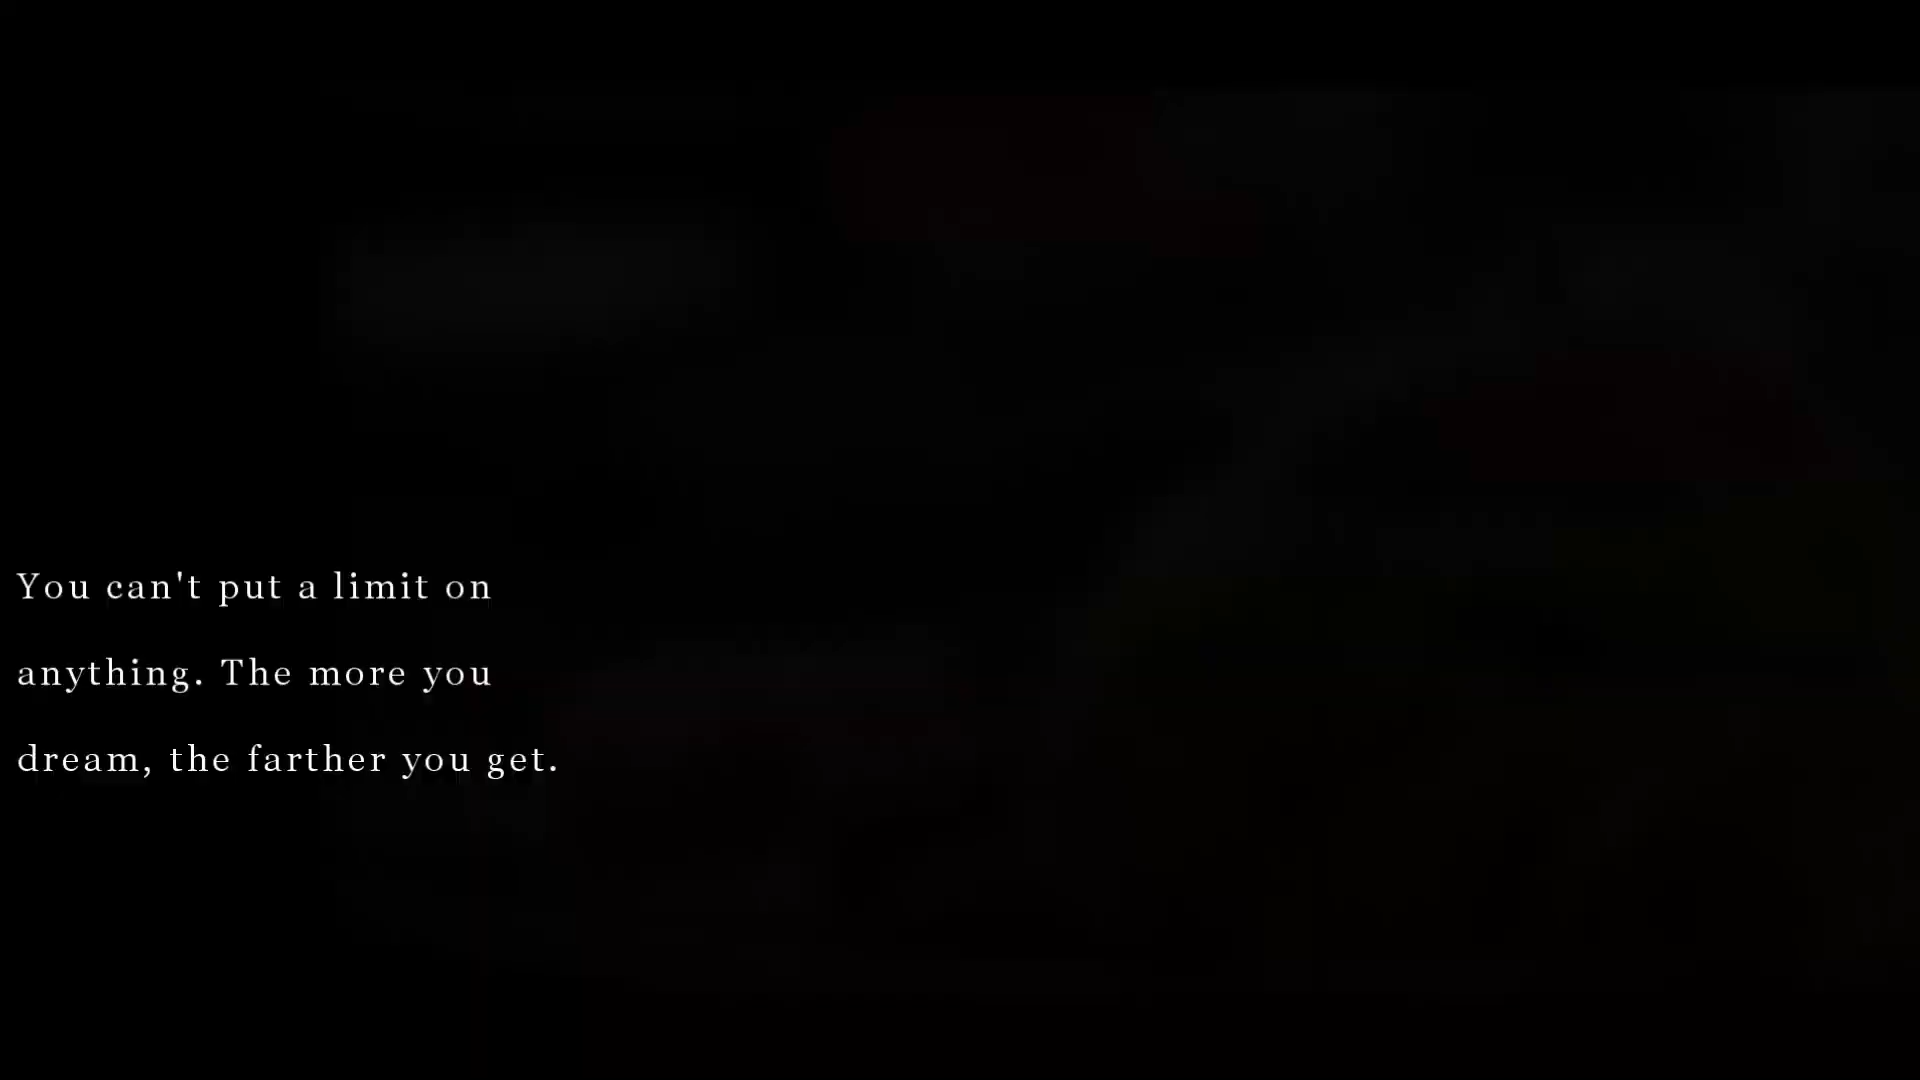 You can't put a limit on
anything. The more you
dream, the farther you get.